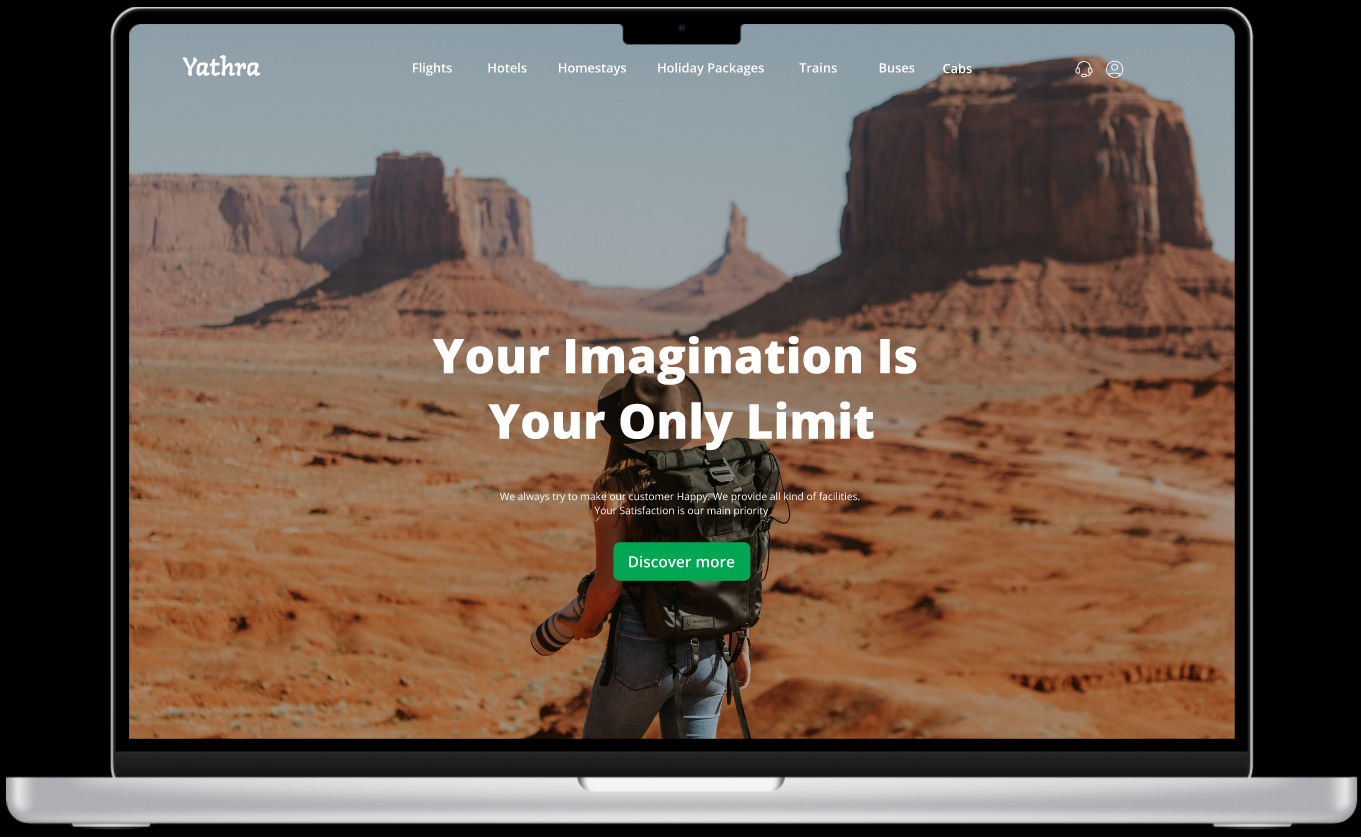 Yathra
Flights Hotels Homestays Holiday Packages Trains Buses Cabs
Your Imagination Is
Your Only Limit
We always try to make our customer Happy. We provide all kind of facilities.
Your Satisfaction is our main priority
Discover more